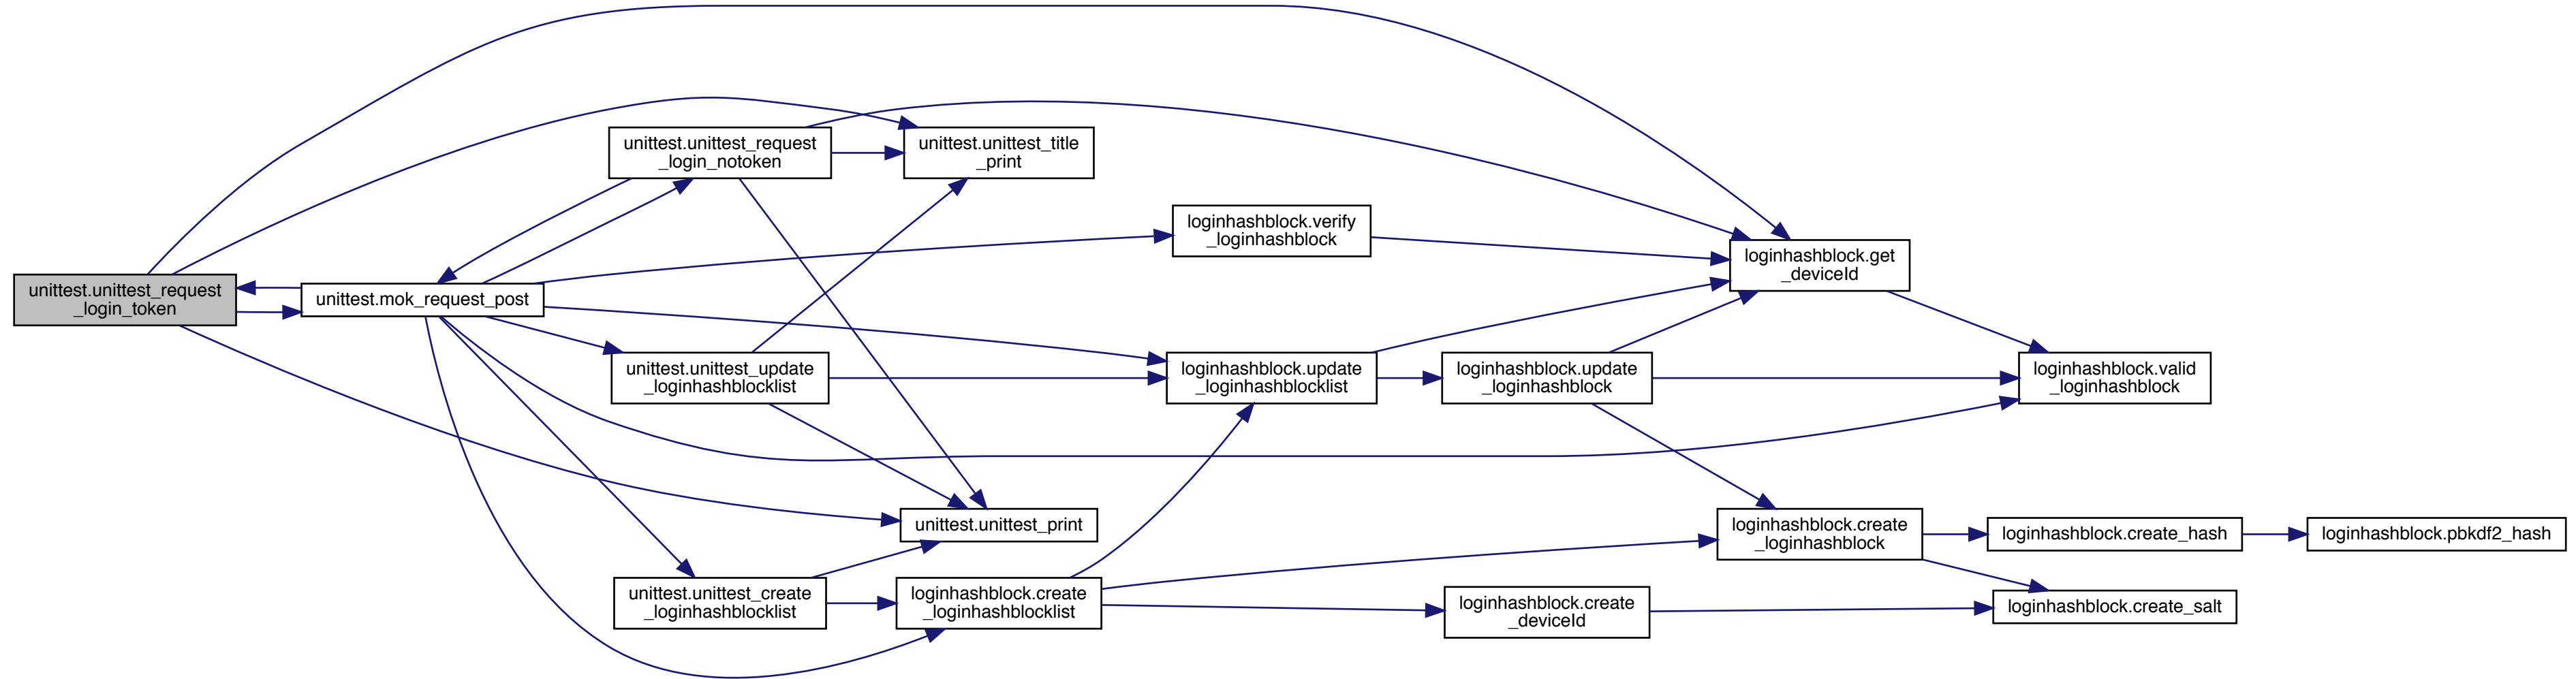 unittest.unittest_request
_login_token
unittest.mok_request_post
unittest.unittest_request
_login_notoken
unittest.unittest_update
_loginhashblocklist
unittest.unittest_create
_loginhashblocklist
unittest.unittest_title
_print
unittest.unittest_print
loginhashblock.create
_loginhashblocklist
loginhashblock.verify
_loginhashblock
loginhashblock.update
_loginhashblocklist
loginhashblock.update
_loginhashblock
loginhashblock.create
_deviceId
loginhashblock.get
_deviceId
loginhashblock.create
_loginhashblock
loginhashblock.valid
_loginhashblock
loginhashblock.create_hash
loginhashblock.create_salt
loginhashblock.pbkdf2_hash